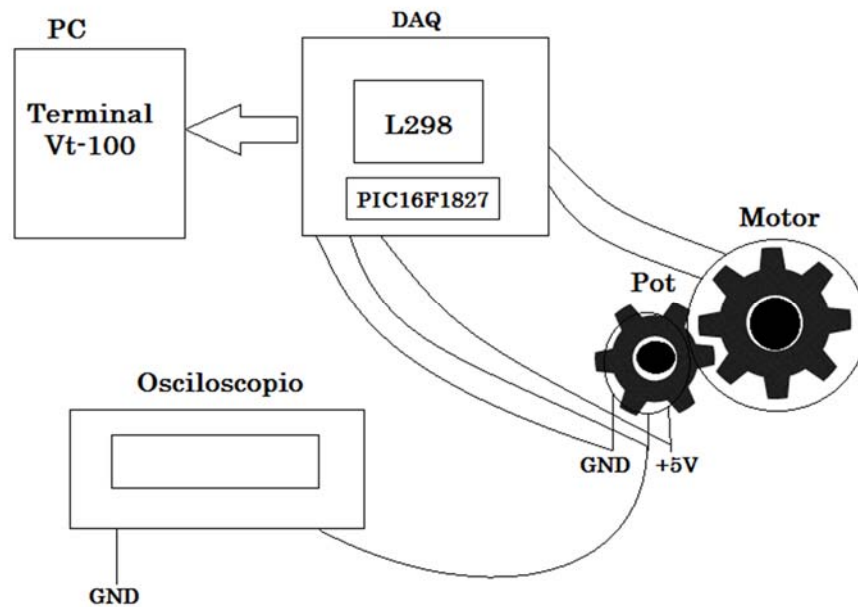 PC
DAQ
Terminal
Vt-100
L298
PIC16F1827
Motor
Pot
Osciloscopio
GND
+5V
GND